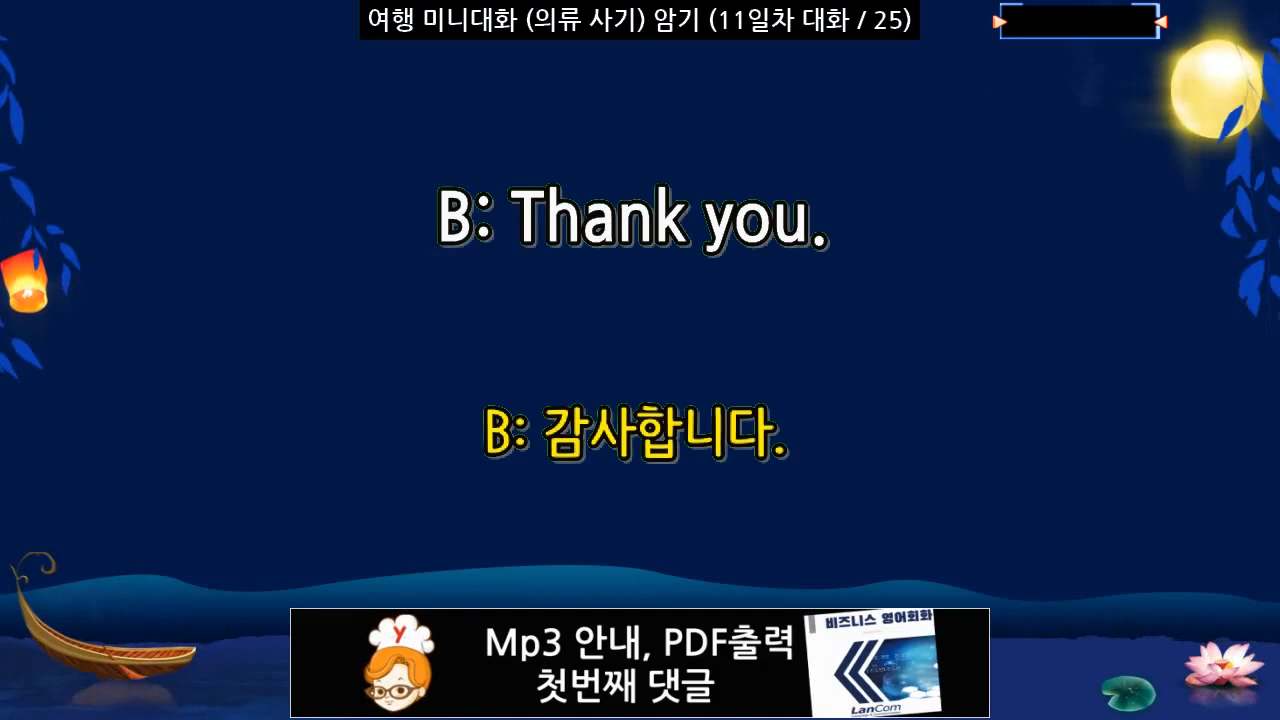 여행 미니대화 (의류 사기) 암기 (11일차 대화 / 25)
B: Thank you.
B: 감사합니다.
Y
Mp3 안내, PDF출력
첫번째 댓글
비즈니스 영어회화
LanCom